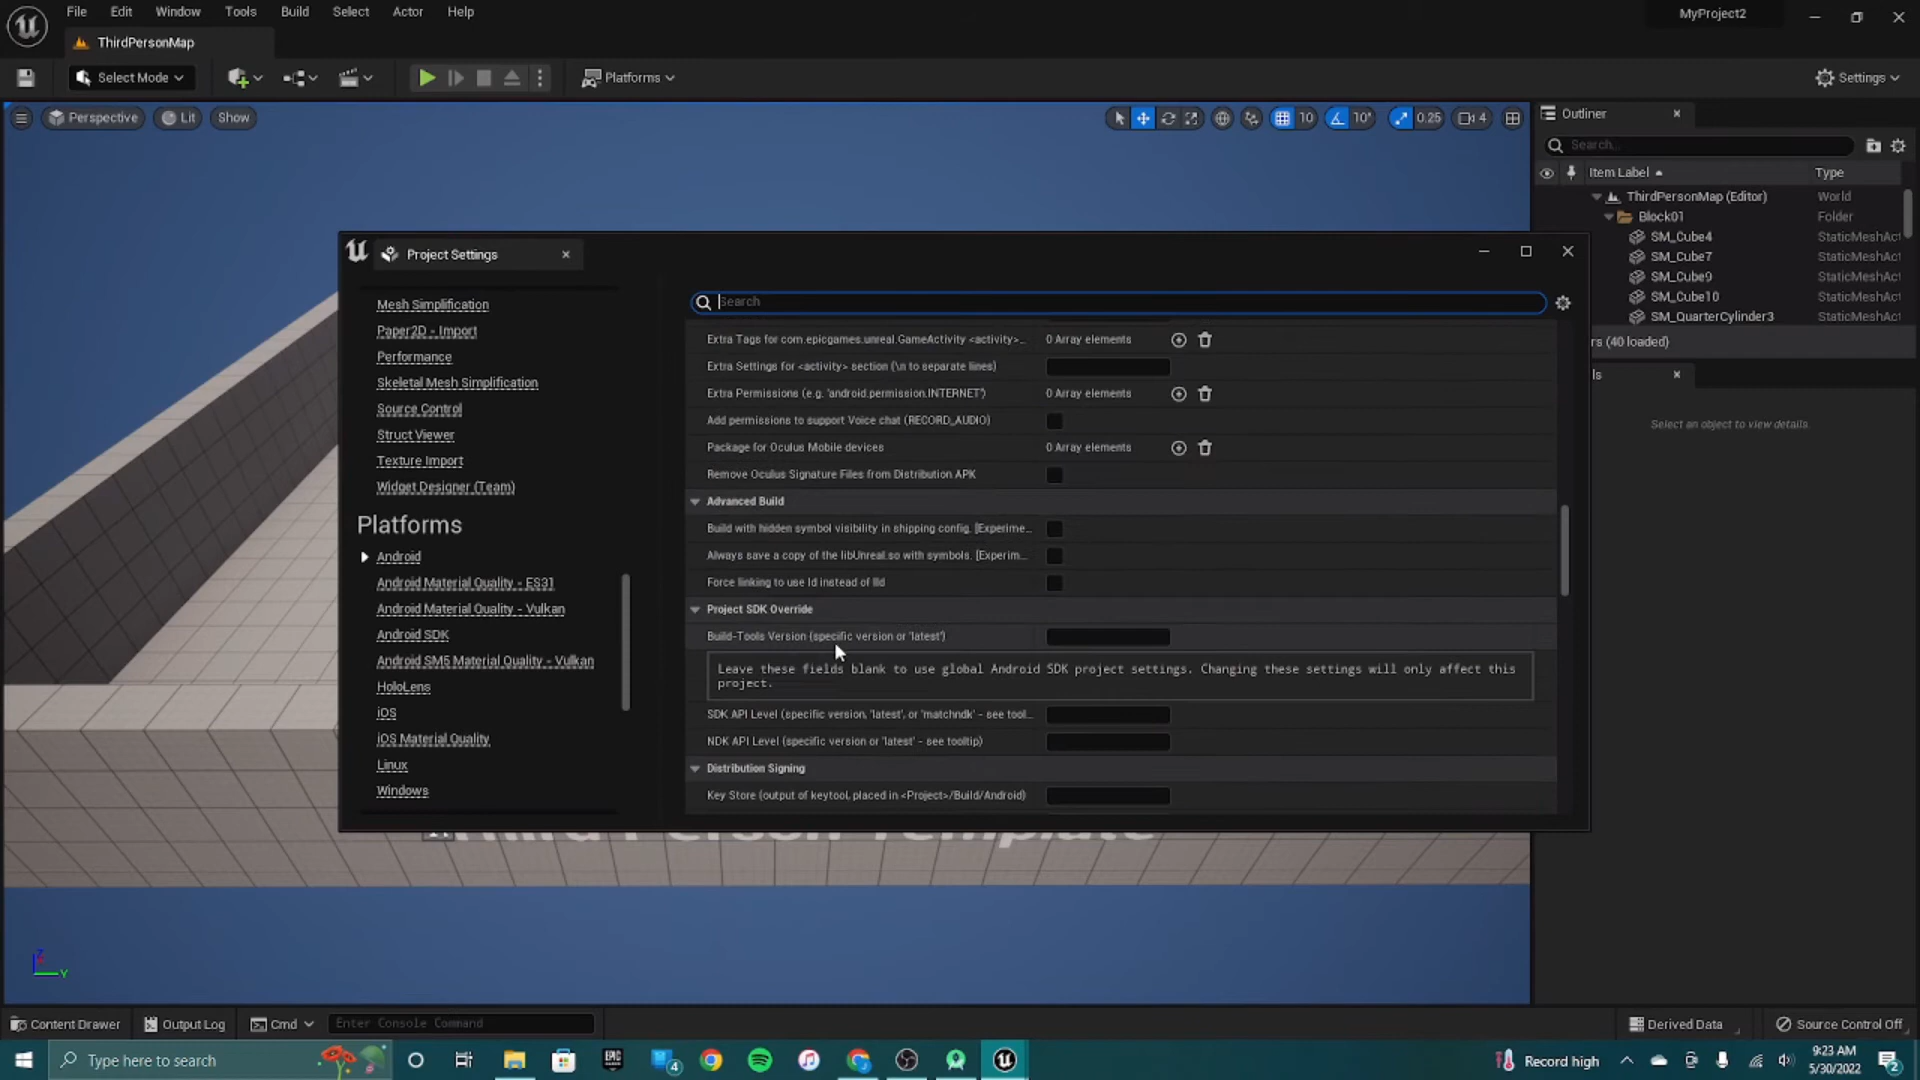 File Edit Window Tools Build Select Actor Help
MyProject2
ThirdPersonMap
Select Mode
Platforms
Settings
Perspective Lit Show
10 10° 0.25 4
Outliner
Search...
Item Label Type
ThirdPersonMap (Editor) World
Block01 Folder
SM_Cube4 StaticMeshAct
SM_Cube7 StaticMeshAct
SM_Cube9 StaticMeshAct
SM_Cube10 StaticMeshAct
SM_QuarterCylinder3 StaticMeshAct
rs (40 loaded)
ls
Select an object to view details.
Project Settings
Mesh Simplification
Paper2D - Import
Performance
Skeletal Mesh Simplification
Source Control
Struct Viewer
Texture Import
Widget Designer (Team)
Platforms
Android
Android Material Quality - ES31
Android Material Quality - Vulkan
Android SDK
Android SM5 Material Quality - Vulkan
HoloLens
iOS
iOS Material Quality
Linux
Windows
Search
Extra Tags for com.epicgames.unreal.GameActivity <activity>... 0 Array elements
Extra Settings for <activity> section (\n to separate lines)
Extra Permissions (e.g. 'android.permission.INTERNET') 0 Array elements
Add permissions to support Voice chat (RECORD_AUDIO)
Package for Oculus Mobile devices 0 Array elements
Remove Oculus Signature Files from Distribution APK
Advanced Build
Build with hidden symbol visibility in shipping config. [Experime...
Always save a copy of the libUnreal.so with symbols. [Experim...
Force linking to use ld instead of lld
Project SDK Override
Build-Tools Version (specific version or 'latest')
Leave these fields blank to use global Android SDK project settings. Changing these settings will only affect this
project.
SDK API Level (specific version, 'latest', or 'matchndk' - see tool...
NDK API Level (specific version or 'latest' - see tooltip)
Distribution Signing
Key Store (output of keytool, placed in <Project>/Build/Android)
Third Person Template
Z
Y
Content Drawer Output Log Cmd Enter Console Command
Derived Data Source Control Off
Type here to search
EPIC
4
Record high
9:23 AM
5/30/2022
2